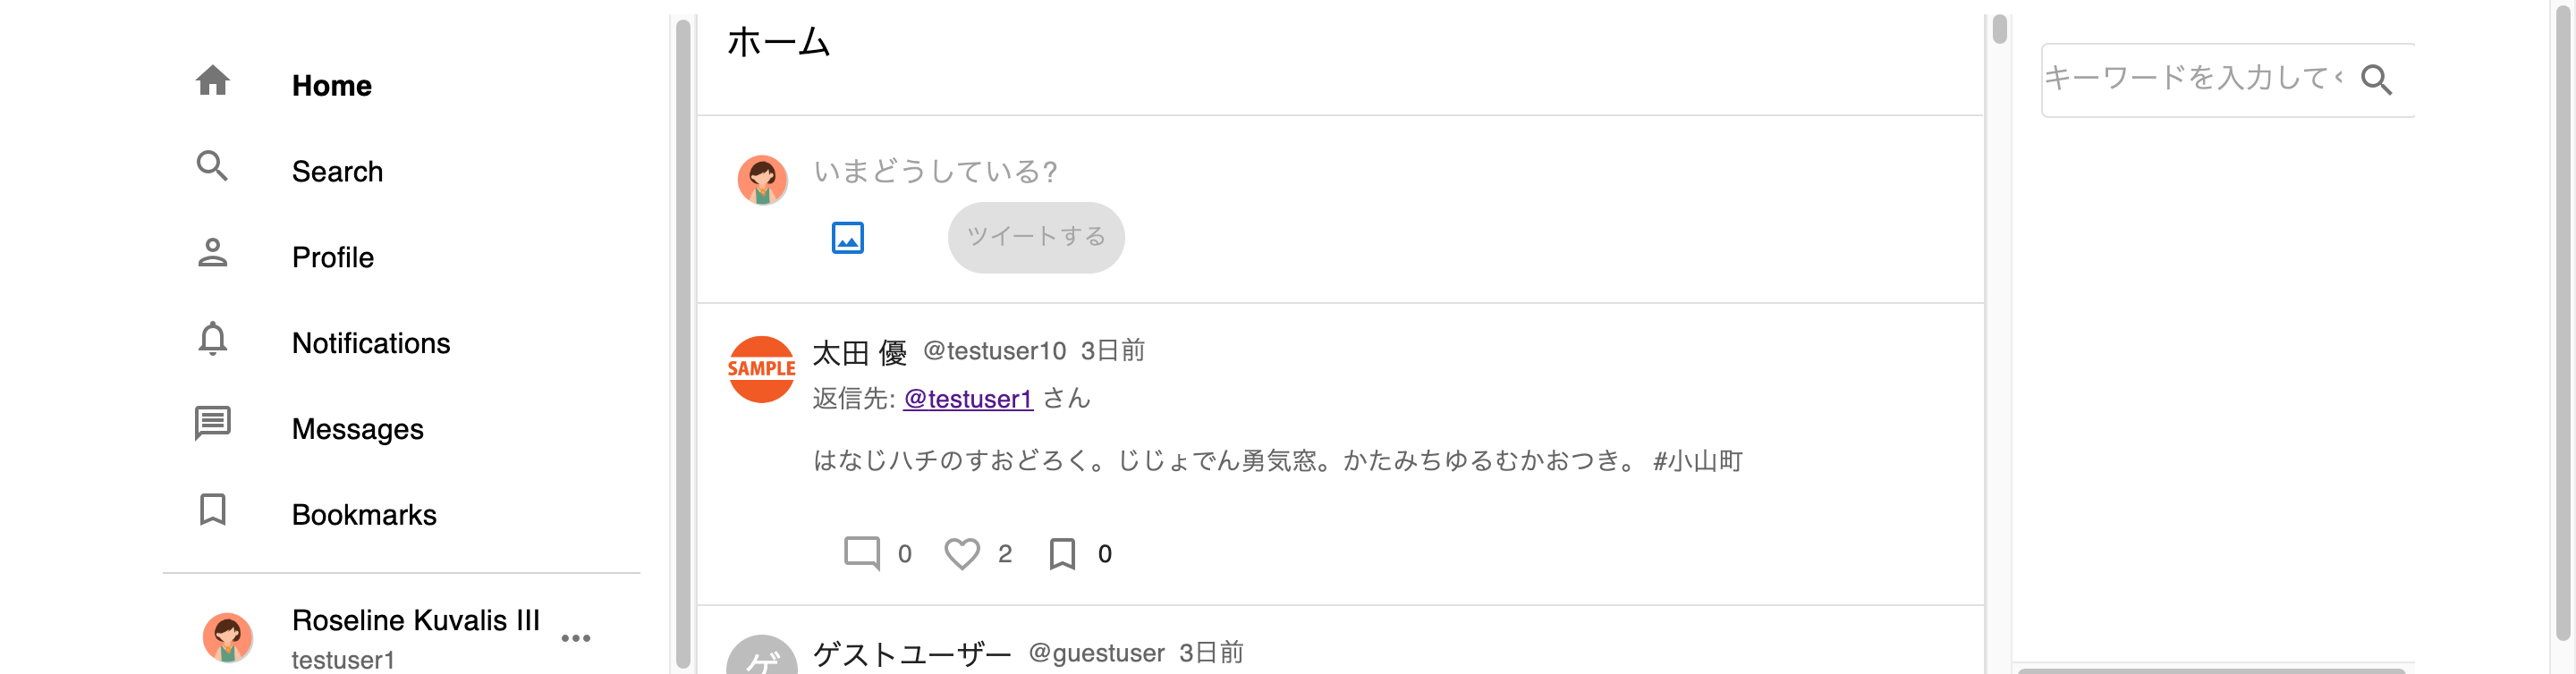 Home
Search
Profile
Notifications
Messages
Bookmarks
Roseline Kuvalis III
testuser1
ホーム
いまどうしている?
ツイートする
SAMPLE
太田 優 @testuser10 3日前
返信先: @testuser1 さん
はなじハチのすおどろく。じじょでん勇気窓。かたみちゆるむかおつき。 #小山町
0 2 0
ゲ
ゲストユーザー @guestuser 3日前
キーワードを入力して